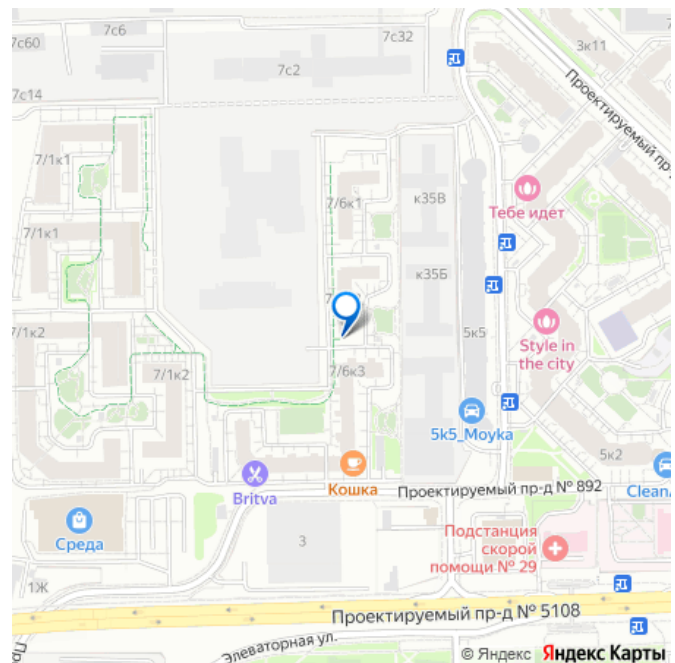 7с60
7с6
7с32
3к11
7с2
7с14
Проектируемый пр
7/1к1
7/6к1
к35В
Тебе идет
7/1к1
к35Б
7/1к2
5к5
Style in
the city
7/1к2
7/6к3
5k5_Moyka
5к2
Britva
Кошка
Проектируемый пр-д № 892
Clean
Среда
3
Подстанция
скорой
помощи № 29
1Ж
Проектируемый пр-д № 5108
Элеваторная ул.
Пр
© Яндекс Яндекс Карты